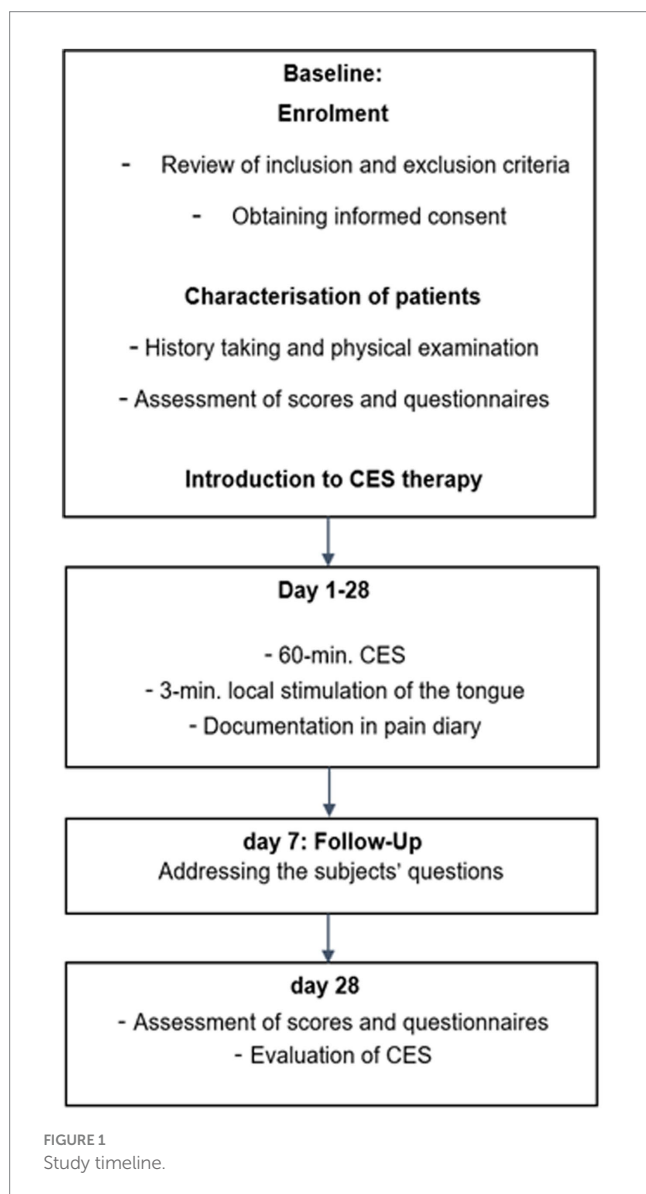 Baseline:
Enrolment
- Review of inclusion and exclusion criteria
- Obtaining informed consent
Characterisation of patients
- History taking and physical examination
- Assessment of scores and questionnaires
Introduction to CES therapy
Day 1-28
- 60-min. CES
- 3-min. local stimulation of the tongue
- Documentation in pain diary
day 7: Follow-Up
Addressing the subjects' questions
day 28
- Assessment of scores and questionnaires
- Evaluation of CES
FIGURE 1
Study timeline.